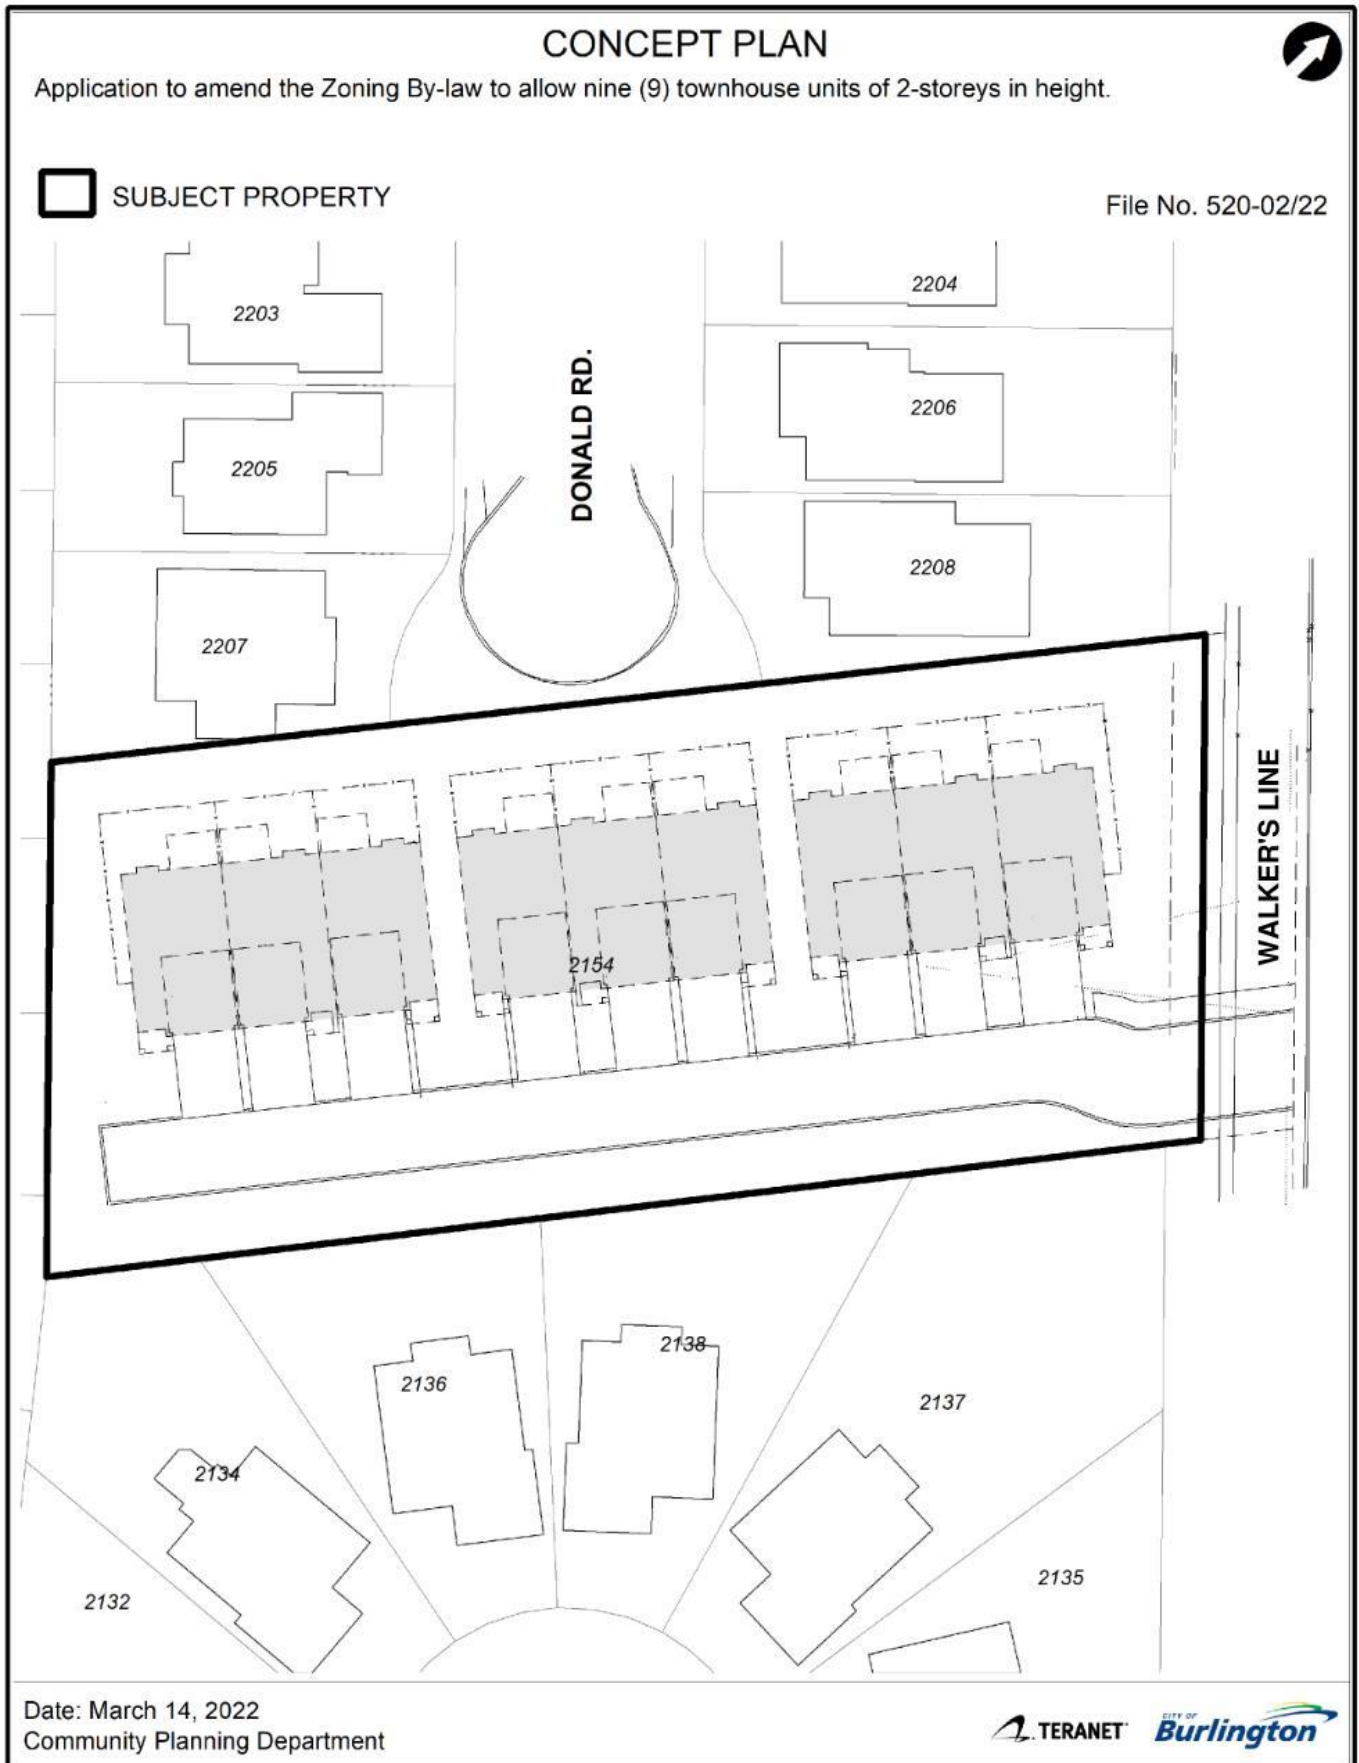 CONCEPT PLAN
Application to amend the Zoning By-law to allow nine (9) townhouse units of 2-storeys in height.
SUBJECT PROPERTY
File No. 520-02/22
2203
2204
DONALD RD.
2206
2205
2208
2207
WALKER'S LINE
2154
2138
2136
2137
2134
2135
2132
Date: March 14, 2022
Community Planning Department
TERANET
CITY OF
Burlington